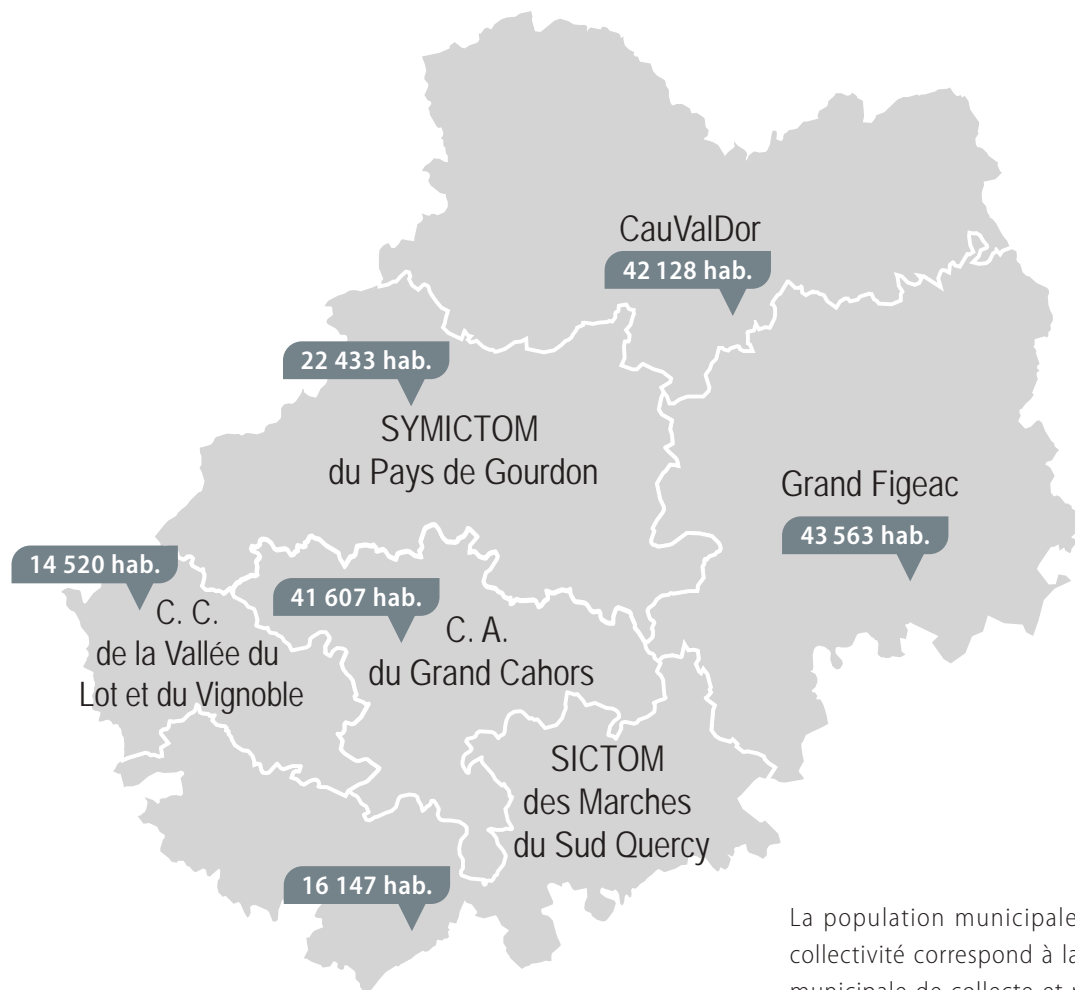 CauValDor
42 128 hab.
22 433 hab.
SYMICTOM
du Pays de Gourdon
Grand Figeac
43 563 hab.
14 520 hab.
C. C.
de la Vallée du
Lot et du Vignoble
41 607 hab.
C. A.
du Grand Cahors
SICTOM
des Marches
du Sud Quercy
16 147 hab.
La population municipale
collectivité correspond à la